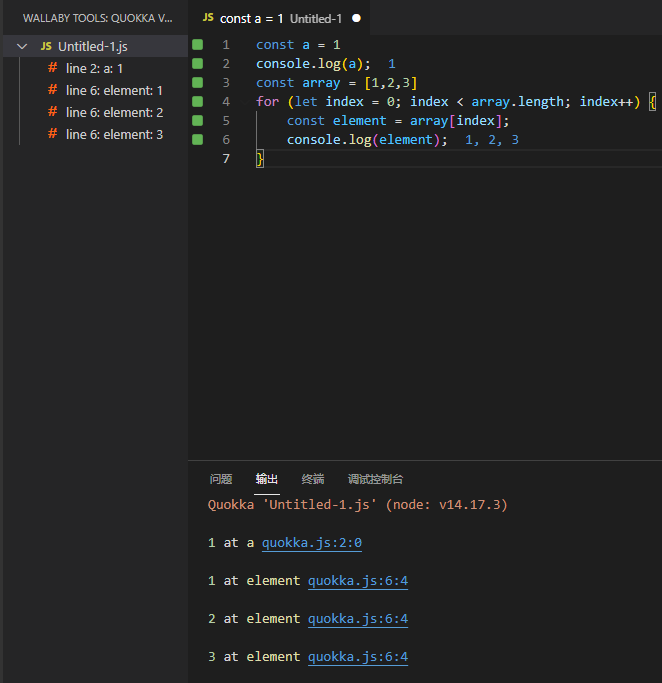 WALLABY TOOLS: QUOKKA V...
JS Untitled-1.js
# line 2: a: 1
# line 6: element: 1
# line 6: element: 2
# line 6: element: 3
JS const a = 1 Untitled-1
1 const a = 1
2 console.log(a); 1
3 const array = [1,2,3]
4 for (let index = 0; index < array.length; index++) {
5 const element = array[index];
6 console.log(element); 1, 2, 3
7 }
问题 输出 终端 调试控制台
Quokka 'Untitled-1.js' (node: v14.17.3)
1 at a quokka.js:2:0
1 at element quokka.js:6:4
2 at element quokka.js:6:4
3 at element quokka.js:6:4